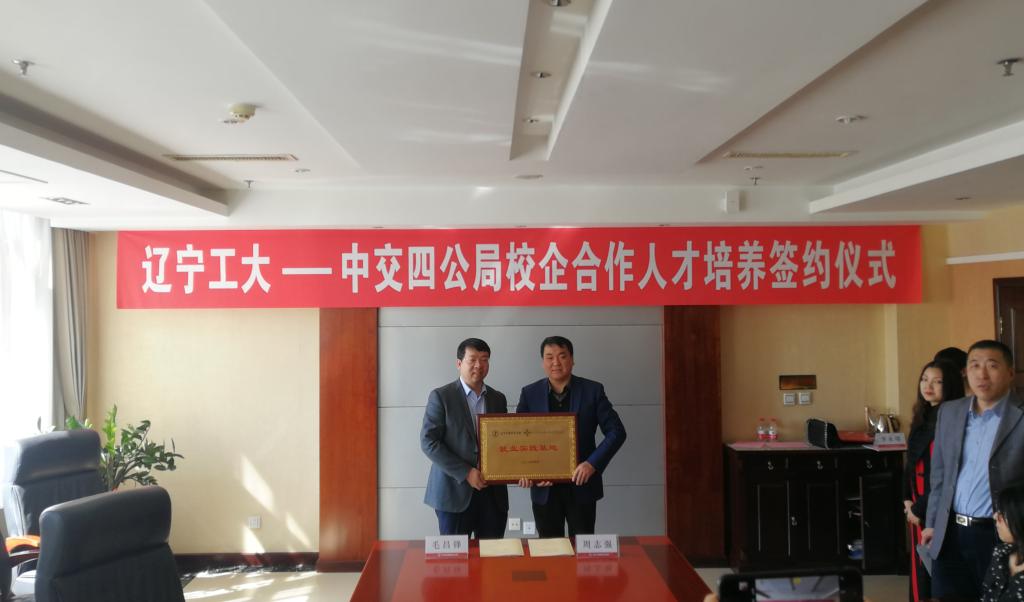 辽宁工大——中交四公局校企合作人才培养签约仪式
就业实践基地
毛昌锋
周志强